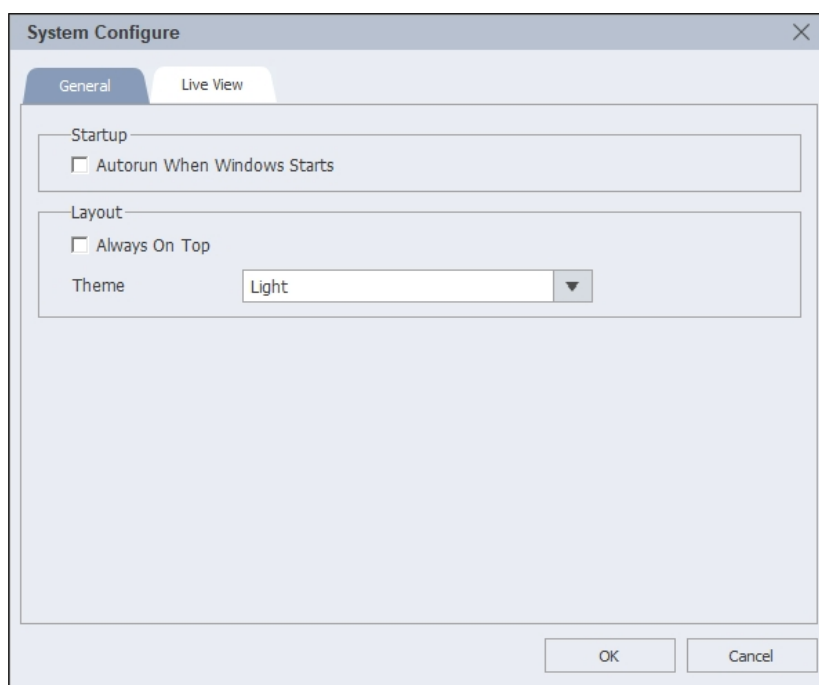 System Configure
General Live View
Startup
Autorun When Windows Starts
Layout
Always On Top
Theme Light
OK Cancel